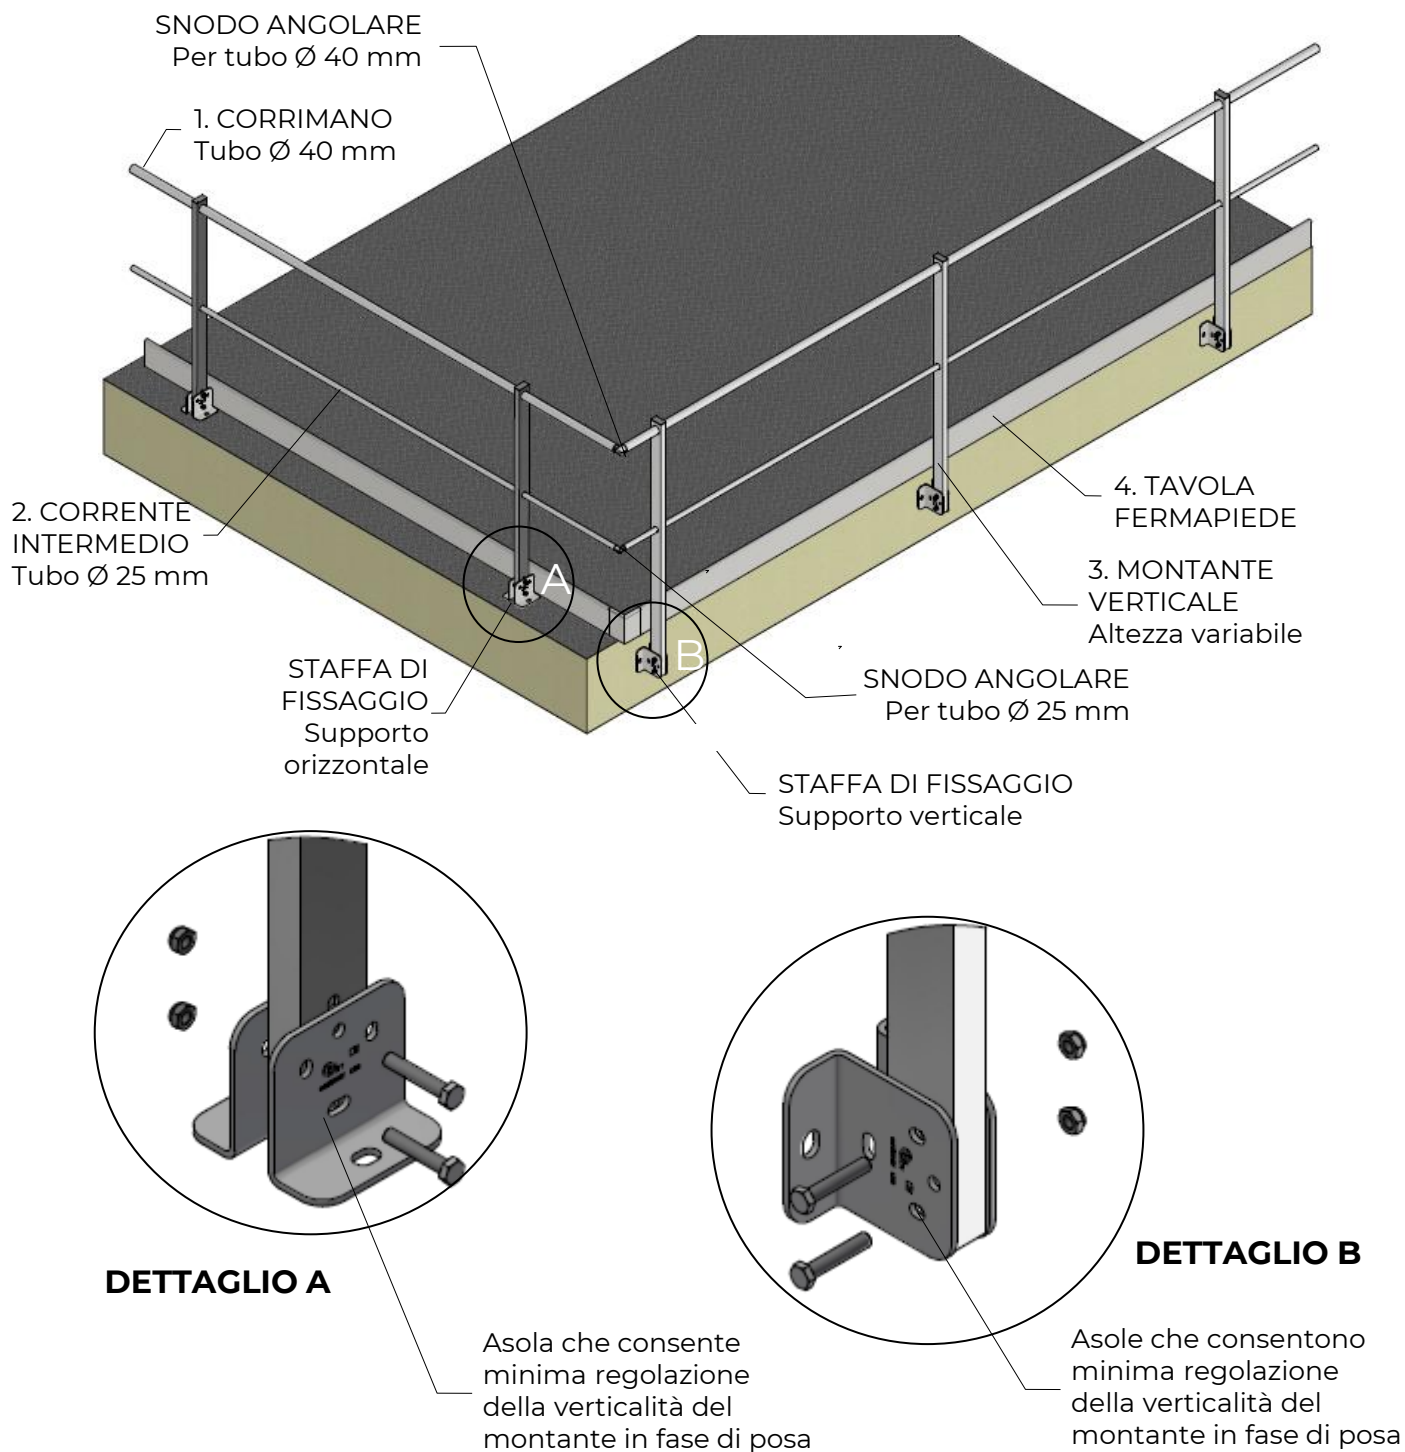 SNODO ANGOLARE
Per tubo Ø 40 mm
1. CORRIMANO
Tubo Ø 40 mm
2. CORRENTE
INTERMEDIO
Tubo Ø 25 mm
A
B
4. TAVOLA
FERMAPIEDE
3. MONTANTE
VERTICALE
Altezza variabile
STAFFA DI
FISSAGGIO
Supporto
orizzontale
SNODO ANGOLARE
Per tubo Ø 25 mm
STAFFA DI FISSAGGIO
Supporto verticale
DETTAGLIO A
DETTAGLIO B
Asola che consente
minima regolazione
della verticalità del
montante in fase di posa
Asole che consentono
minima regolazione
della verticalità del
montante in fase di posa